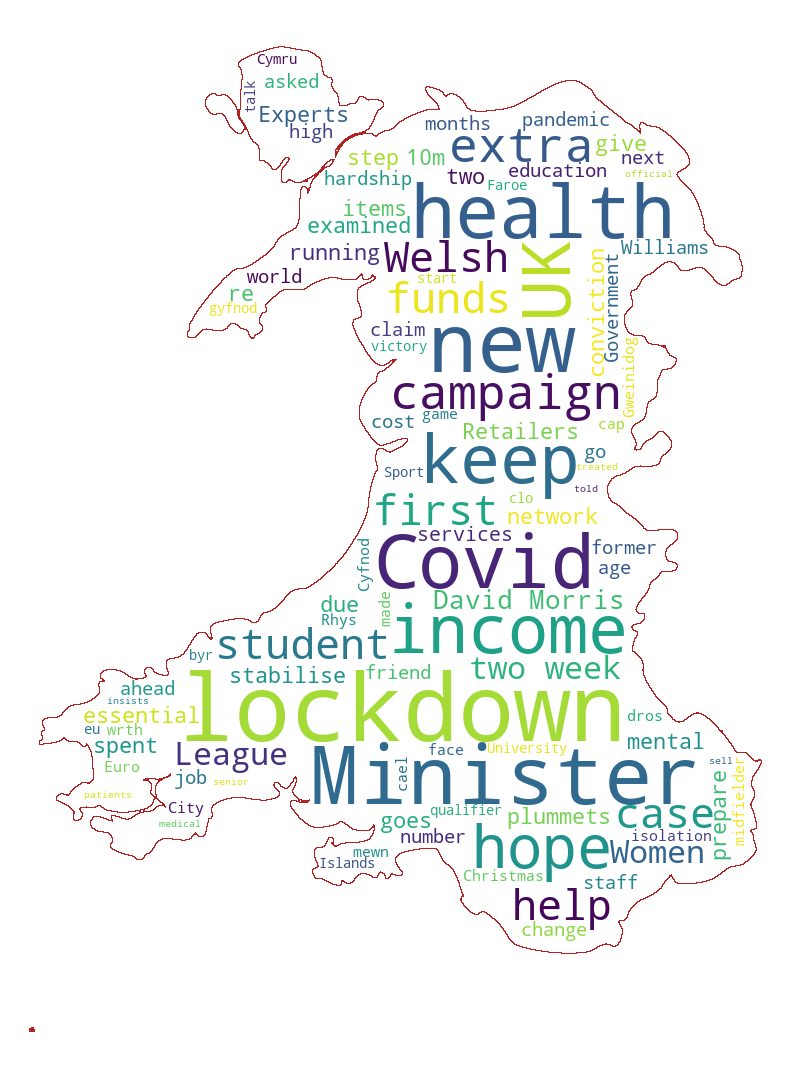 Cymru
talk
asked
Experts
high
months
pandemic
extra
give
step
10m
two
education
next
hardship
Faroe
official
items
health
examined
running
Welsh
UK
conviction
Government
Williams
world
start
re
funds
gyfnod
claim
new
victory
Gweinidog
campaign
cost
game
Retailers
cap
keep
go
Sport
treated
told
clo
first
network
services
Covid
former
age
Cyfnod
David Morris
due
made
Rhys
income
student
byr
two week
stabilise
friend
ahead
insists
lockdown
essential
dros
eu
wrth
spent
mental
League
face
University
Minister
cael
sell
Euro
job
senior
patients
prepare
midfielder
City
qualifier
goes
plummets
case
medical
number
isolation
hope
Women
mewn
Islands
Christmas
staff
help
change